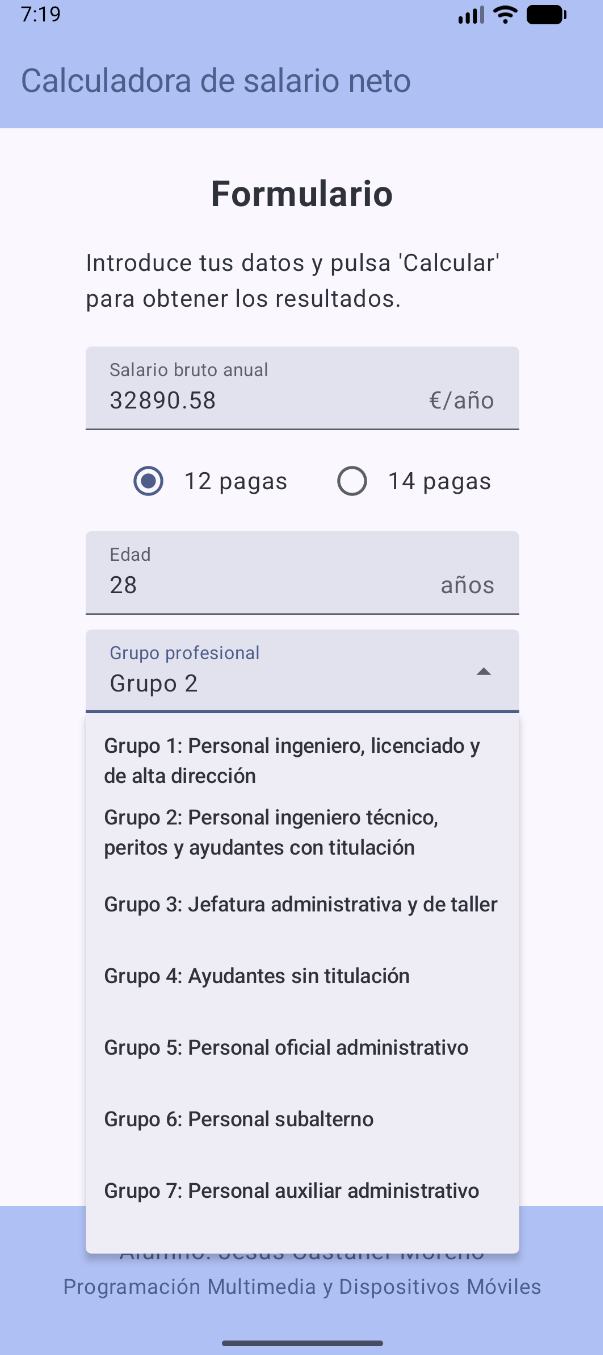 7:19
Calculadora de salario neto
Formulario
Introduce tus datos y pulsa 'Calcular'
para obtener los resultados.
Salario bruto anual
32890.58 €/año
12 pagas 14 pagas
Edad
28 años
Grupo profesional
Grupo 2
Grupo 1: Personal ingeniero, licenciado y
de alta dirección
Grupo 2: Personal ingeniero técnico,
peritos y ayudantes con titulación
Grupo 3: Jefatura administrativa y de taller
Grupo 4: Ayudantes sin titulación
Grupo 5: Personal oficial administrativo
Grupo 6: Personal subalterno
Grupo 7: Personal auxiliar administrativo
Programación Multimedia y Dispositivos Móviles